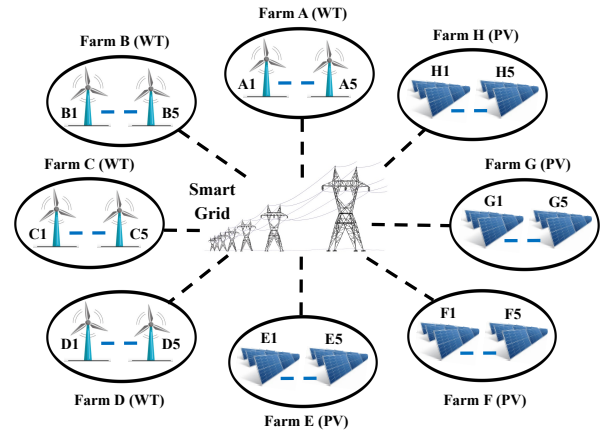 Farm A (WT)
A1
A5
Farm B (WT)
B1
B5
Farm H (PV)
H1
H5
Farm C (WT)
C1
C5
Smart
Grid
Farm G (PV)
G1
G5
D1
D5
Farm D (WT)
E1
E5
Farm E (PV)
F1
F5
Farm F (PV)